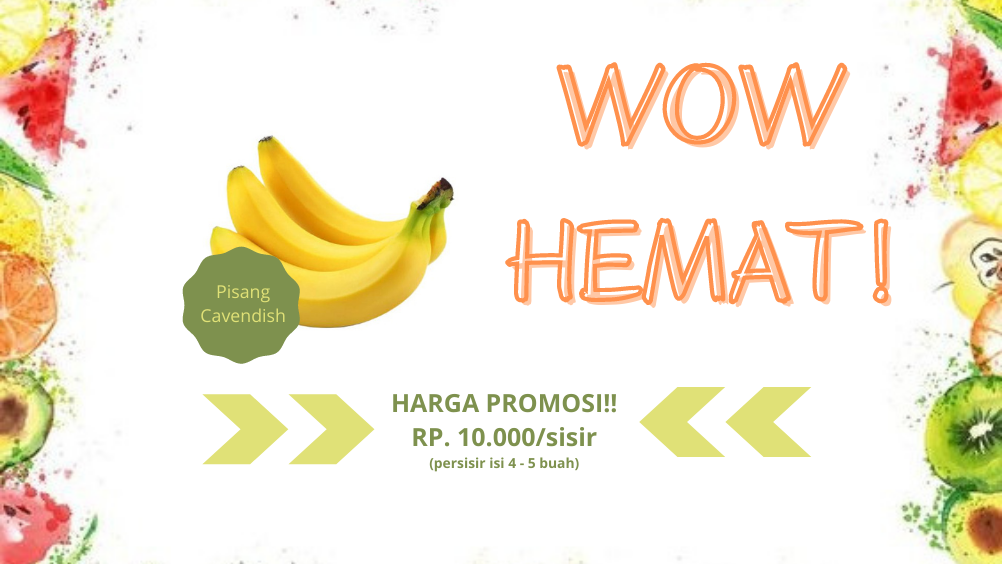 WOW
HEMAT!
Pisang
Cavendish
HARGA PROMOSI!!
RP. 10.000/sisir
(persisir isi 4 - 5 buah)